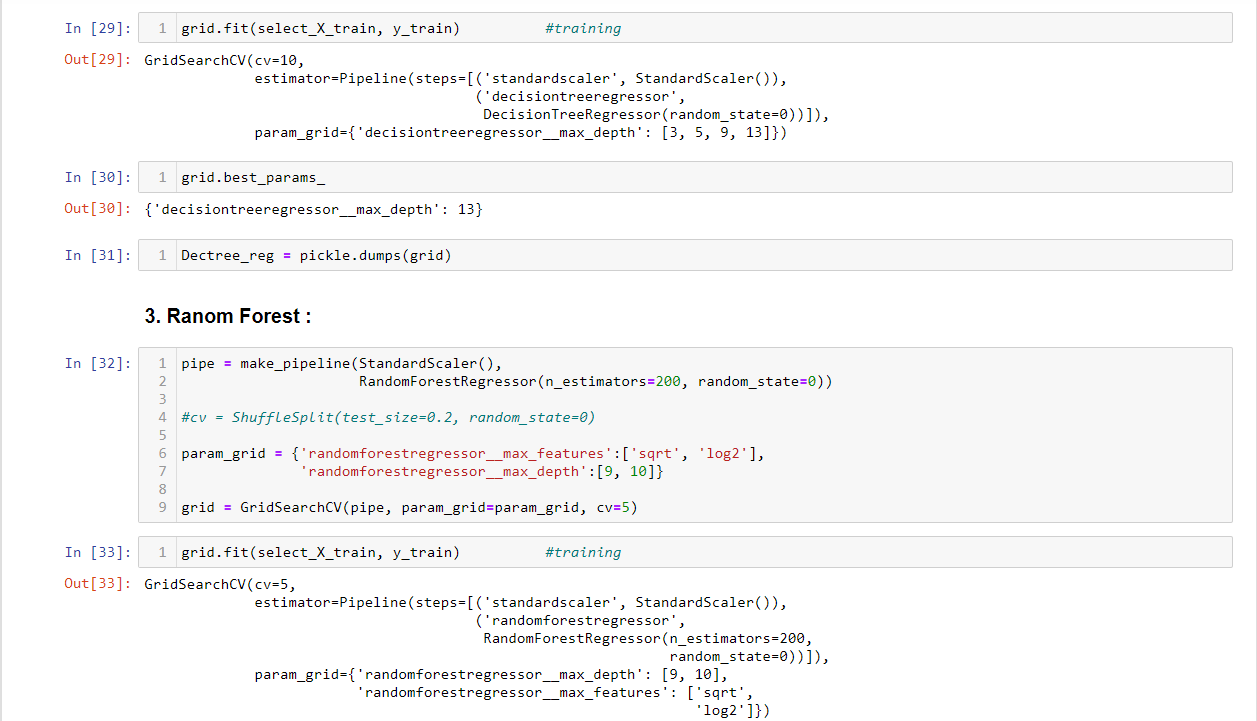 In [29]: 1 grid.fit(select_X_train, y_train) #training
Out[29]: GridSearchCV(cv=10,
estimator=Pipeline(steps=[('standardscaler', StandardScaler()),
('decisiontreeregressor',
DecisionTreeRegressor(random_state=0))]),
param_grid={'decisiontreeregressor__max_depth': [3, 5, 9, 13]})
In [30]: 1 grid.best_params_
Out[30]: {'decisiontreeregressor__max_depth': 13}
In [31]: 1 Dectree_reg = pickle.dumps(grid)
3. Ranom Forest :
In [32]: 1 pipe = make_pipeline(StandardScaler(),
2 RandomForestRegressor(n_estimators=200, random_state=0))
3
4 #cv = ShuffleSplit(test_size=0.2, random_state=0)
5
6 param_grid = {'randomforestregressor__max_features':['sqrt', 'log2'],
7 'randomforestregressor__max_depth':[9, 10]}
8
9 grid = GridSearchCV(pipe, param_grid=param_grid, cv=5)
In [33]: 1 grid.fit(select_X_train, y_train) #training
Out[33]: GridSearchCV(cv=5,
estimator=Pipeline(steps=[('standardscaler', StandardScaler()),
('randomforestregressor',
RandomForestRegressor(n_estimators=200,
random_state=0))]),
param_grid={'randomforestregressor__max_depth': [9, 10],
'randomforestregressor__max_features': ['sqrt',
'log2']})